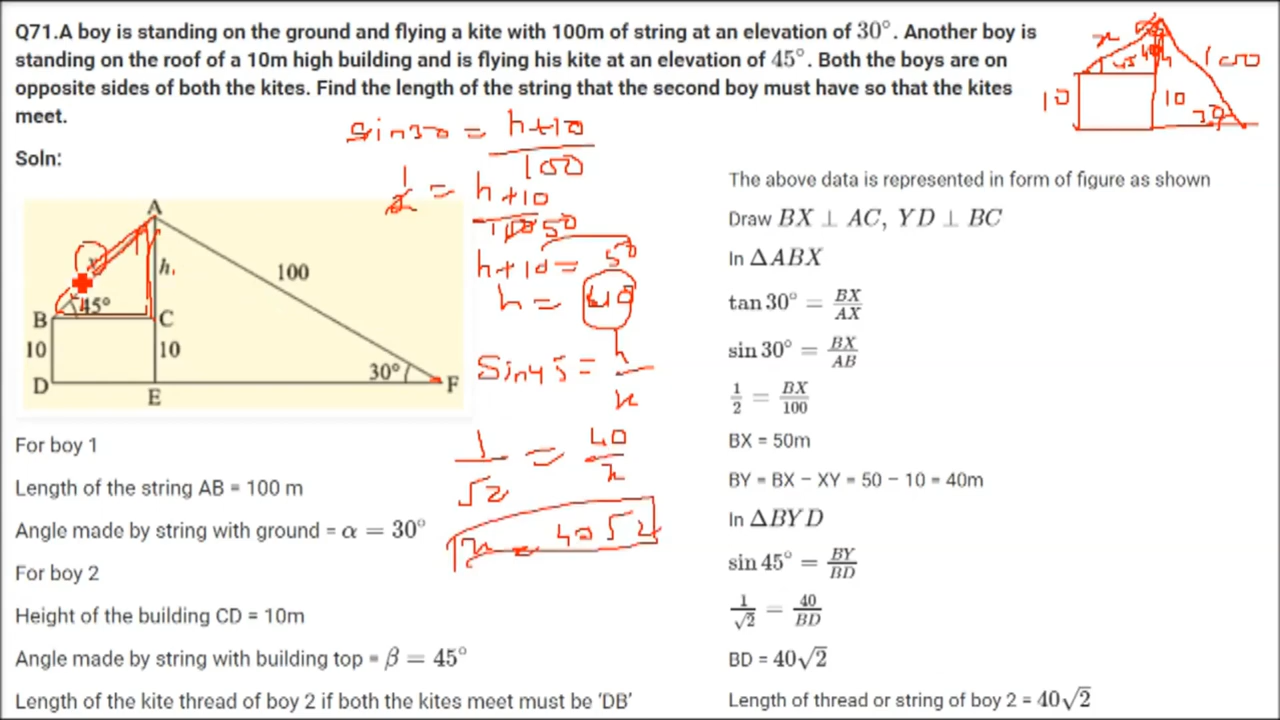 Q71.A boy is standing on the ground and flying a kite with 100m of string at an elevation of 30°. Another boy is
standing on the roof of a 10m high building and is flying his kite at an elevation of 45°. Both the boys are on
opposite sides of both the kites. Find the length of the string that the second boy must have so that the kites
meet.
Soln:
A
x
h
100
45°
B
C
10
10
30°
D
E
F
For boy 1
Length of the string AB = 100 m
Angle made by string with ground = α = 30°
For boy 2
Height of the building CD = 10m
Angle made by string with building top = β = 45°
Length of the kite thread of boy 2 if both the kites meet must be ‘DB’
sin30 = h+10/100
1/2 = h+10/100 50
h+10 = 50
h = 40
sin45 = h/x
1/√2 = 40/x
x = 40√2
x
45
100
10
10
30
The above data is represented in form of figure as shown
Draw BX ⊥ AC, YD ⊥ BC
In ΔABX
tan 30° = BX/AX
sin 30° = BX/AB
1/2 = BX/100
BX = 50m
BY = BX − XY = 50 − 10 = 40m
In ΔBYD
sin 45° = BY/BD
1/√2 = 40/BD
BD = 40√2
Length of thread or string of boy 2 = 40√2